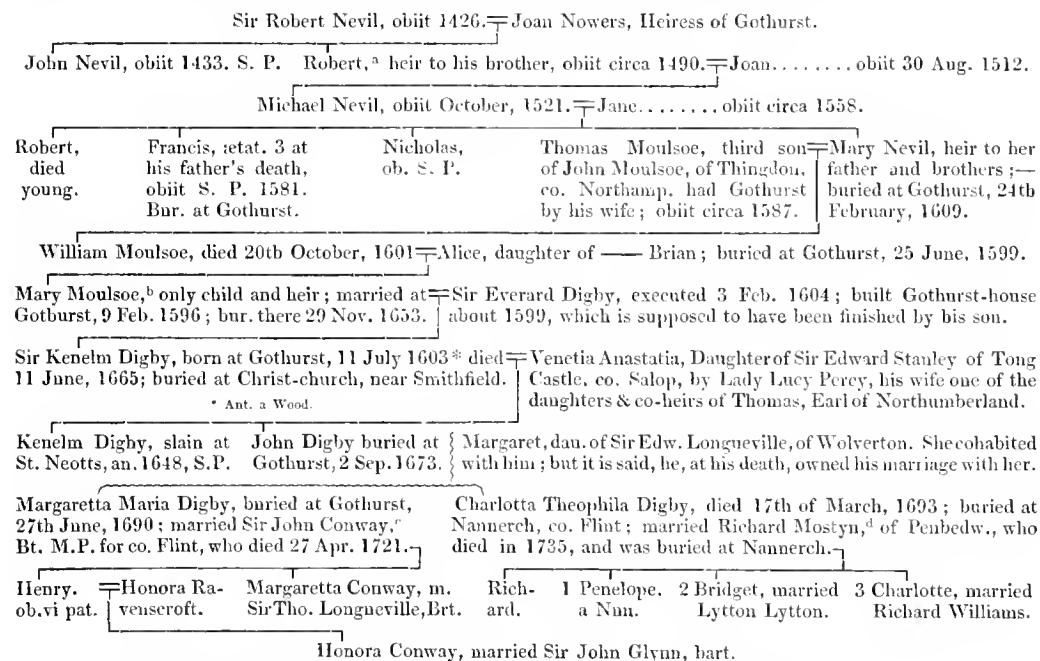 Sir Robert Nevil, obiit 1426. Joan Nowers, Heiress of Gothurst.
John Nevil, obiit 1433. S. P. Robert,ᵃ heir to his brother, obiit circa 1490. Joan........ obiit 30 Aug. 1512.
Michael Nevil, obiit October, 1521. Jane........ obiit circa 1558.
Robert,
died
young.
Francis, ætat. 3 at
his father's death,
obiit S. P. 1581.
Bur. at Gothurst.
Nicholas,
ob. S. P.
Thomas Moulsoe, third son
of John Moulsoe, of Thingdon,
co. Northamp. had Gothurst
by his wife; obiit circa 1587.
Mary Nevil, heir to her
father and brothers;—
buried at Gothurst, 24th
February, 1609.
William Moulsoe, died 20th October, 1601 Alice, daughter of —— Brian; buried at Gothurst, 25 June, 1599.
Mary Moulsoe,ᵇ only child and heir; married at
Gothurst, 9 Feb. 1596; bur. there 29 Nov. 1653.
Sir Everard Digby, executed 3 Feb. 1604; built Gothurst-house
about 1599, which is supposed to have been finished by his son.
Sir Kenelm Digby, born at Gothurst, 11 July 1603* died
11 June, 1665; buried at Christ-church, near Smithfield.
* Ant. a Wood.
Venetia Anastatia, Daughter of Sir Edward Stanley of Tong
Castle, co. Salop, by Lady Lucy Percy, his wife one of the
daughters & co-heirs of Thomas, Earl of Northumberland.
Kenelm Digby, slain at
St. Neotts, an. 1648, S.P.
John Digby buried at
Gothurst, 2 Sep. 1673.
Margaret, dau. of Sir Edw. Longueville, of Wolverton. She cohabited
with him; but it is said, he, at his death, owned his marriage with her.
Margaretta Maria Digby, buried at Gothurst,
27th June, 1690; married Sir John Conway,ᶜ
Bt. M.P. for co. Flint, who died 27 Apr. 1721.
Charlotta Theophila Digby, died 17th of March, 1693; buried at
Nannerch, co. Flint; married Richard Mostyn,ᵈ of Penbedw., who
died in 1735, and was buried at Nannerch.
Henry.
ob.vi pat.
Honora Ra-
venscroft.
Margaretta Conway, m.
Sir Tho. Longueville, Brt.
Rich-
ard.
1 Penelope.
a Nun.
2 Bridget, married
Lytton Lytton.
3 Charlotte, married
Richard Williams.
Honora Conway, married Sir John Glynn, bart.